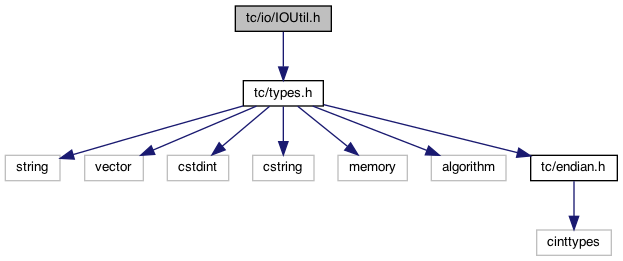 tc/io/IOUtil.h
tc/types.h
string
vector
cstdint
cstring
memory
algorithm
tc/endian.h
cinttypes